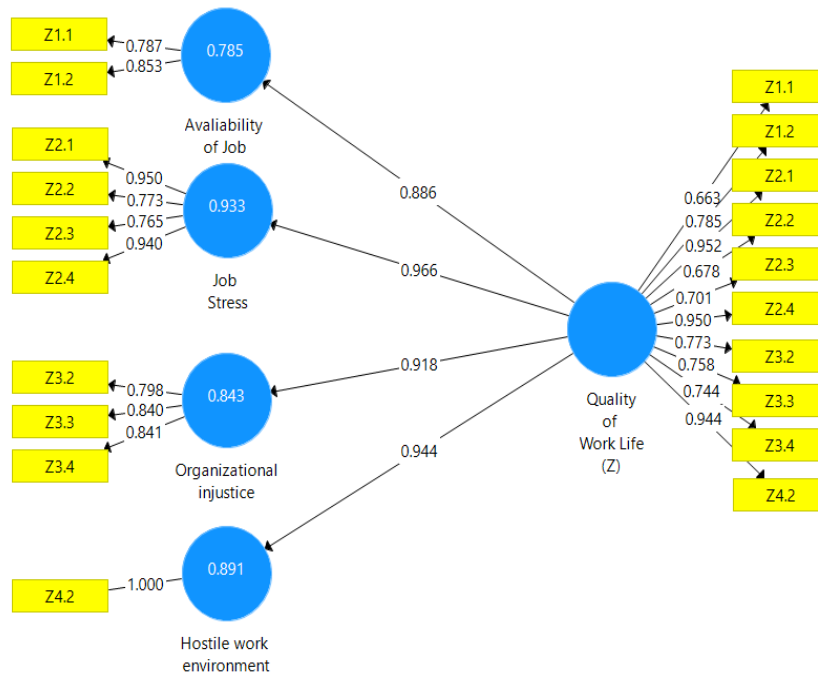 Z1.1
0.787
0.853
Z1.2
0.785
Avaliability
of Job
Z2.1
0.950
Z2.2
0.773
0.765
Z2.3
0.940
Z2.4
0.933
Job
Stress
Z3.2
0.798
0.840
Z3.3
0.841
Z3.4
0.843
Organizational
injustice
Z4.2
1.000
0.891
Hostile work
environment
0.886
0.966
0.918
0.944
Quality
of
Work Life
(Z)
0.663
0.785
0.952
0.678
0.701
0.950
0.773
0.758
0.744
0.944
Z1.1
Z1.2
Z2.1
Z2.2
Z2.3
Z2.4
Z3.2
Z3.3
Z3.4
Z4.2